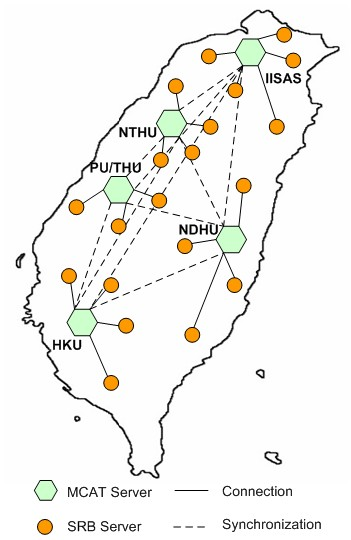 IISAS
NTHU
PU/THU
NDHU
HKU
MCAT Server
Connection
SRB Server
Synchronization